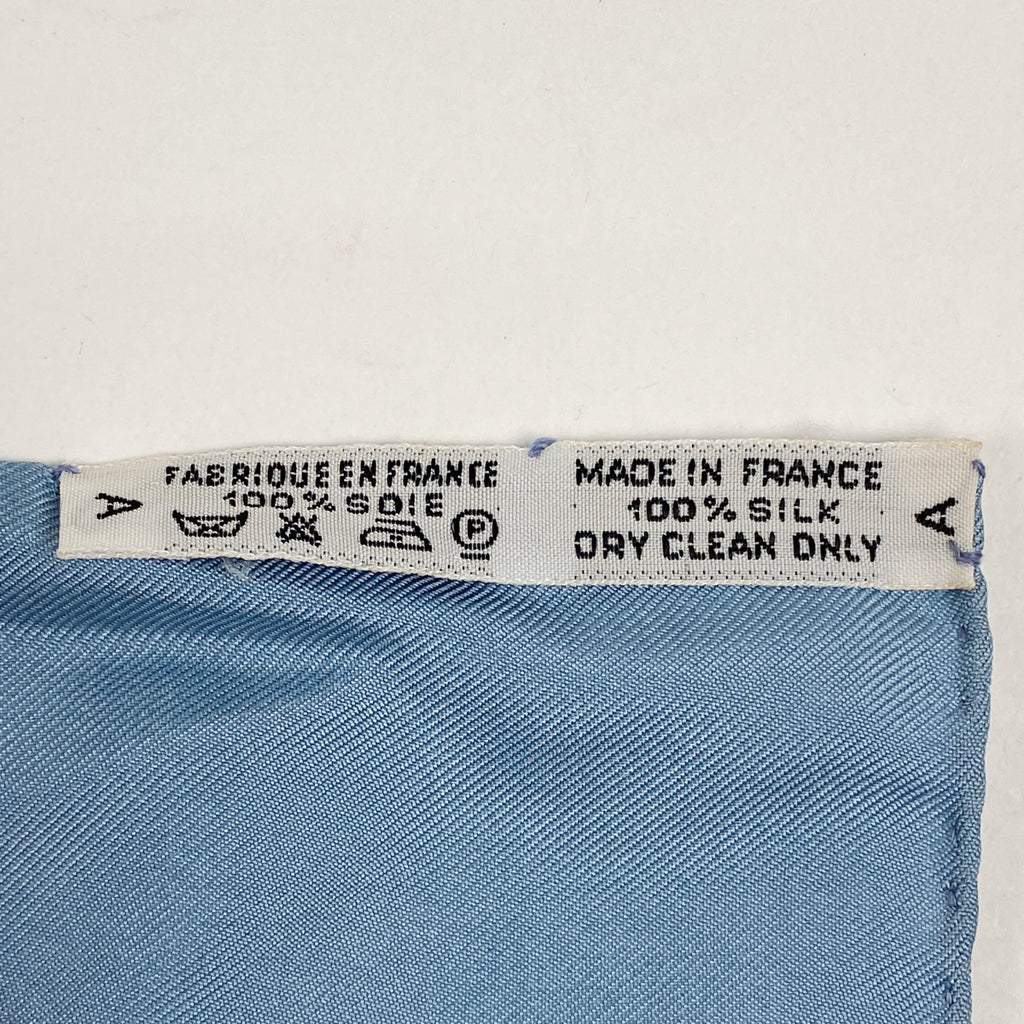 A
FABRIQUE EN FRANCE
100% SOIE
P
MADE IN FRANCE
100% SILK
DRY CLEAN ONLY
A